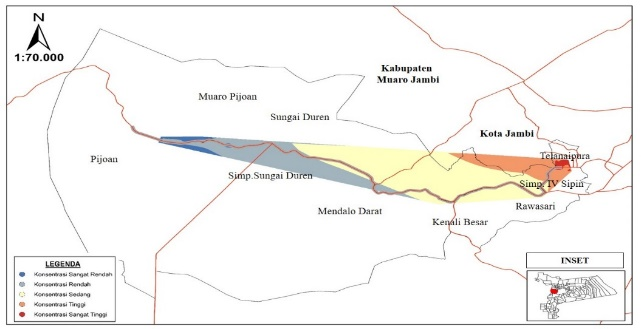 N
1:70.000
Kabupaten
Muaro Jambi
Muaro Pijoan
Sungai Duren
Kota Jambi
Pijoan
Telanaipura
Simp.Sungai Duren
Simp. IV Sipin
Mendalo Darat
Rawasari
Kenali Besar
LEGENDA
Konsentrasi Sangat Rendah
Konsentrasi Rendah
Konsentrasi Sedang
Konsentrasi Tinggi
Konsentrasi Sangat Tinggi
INSET